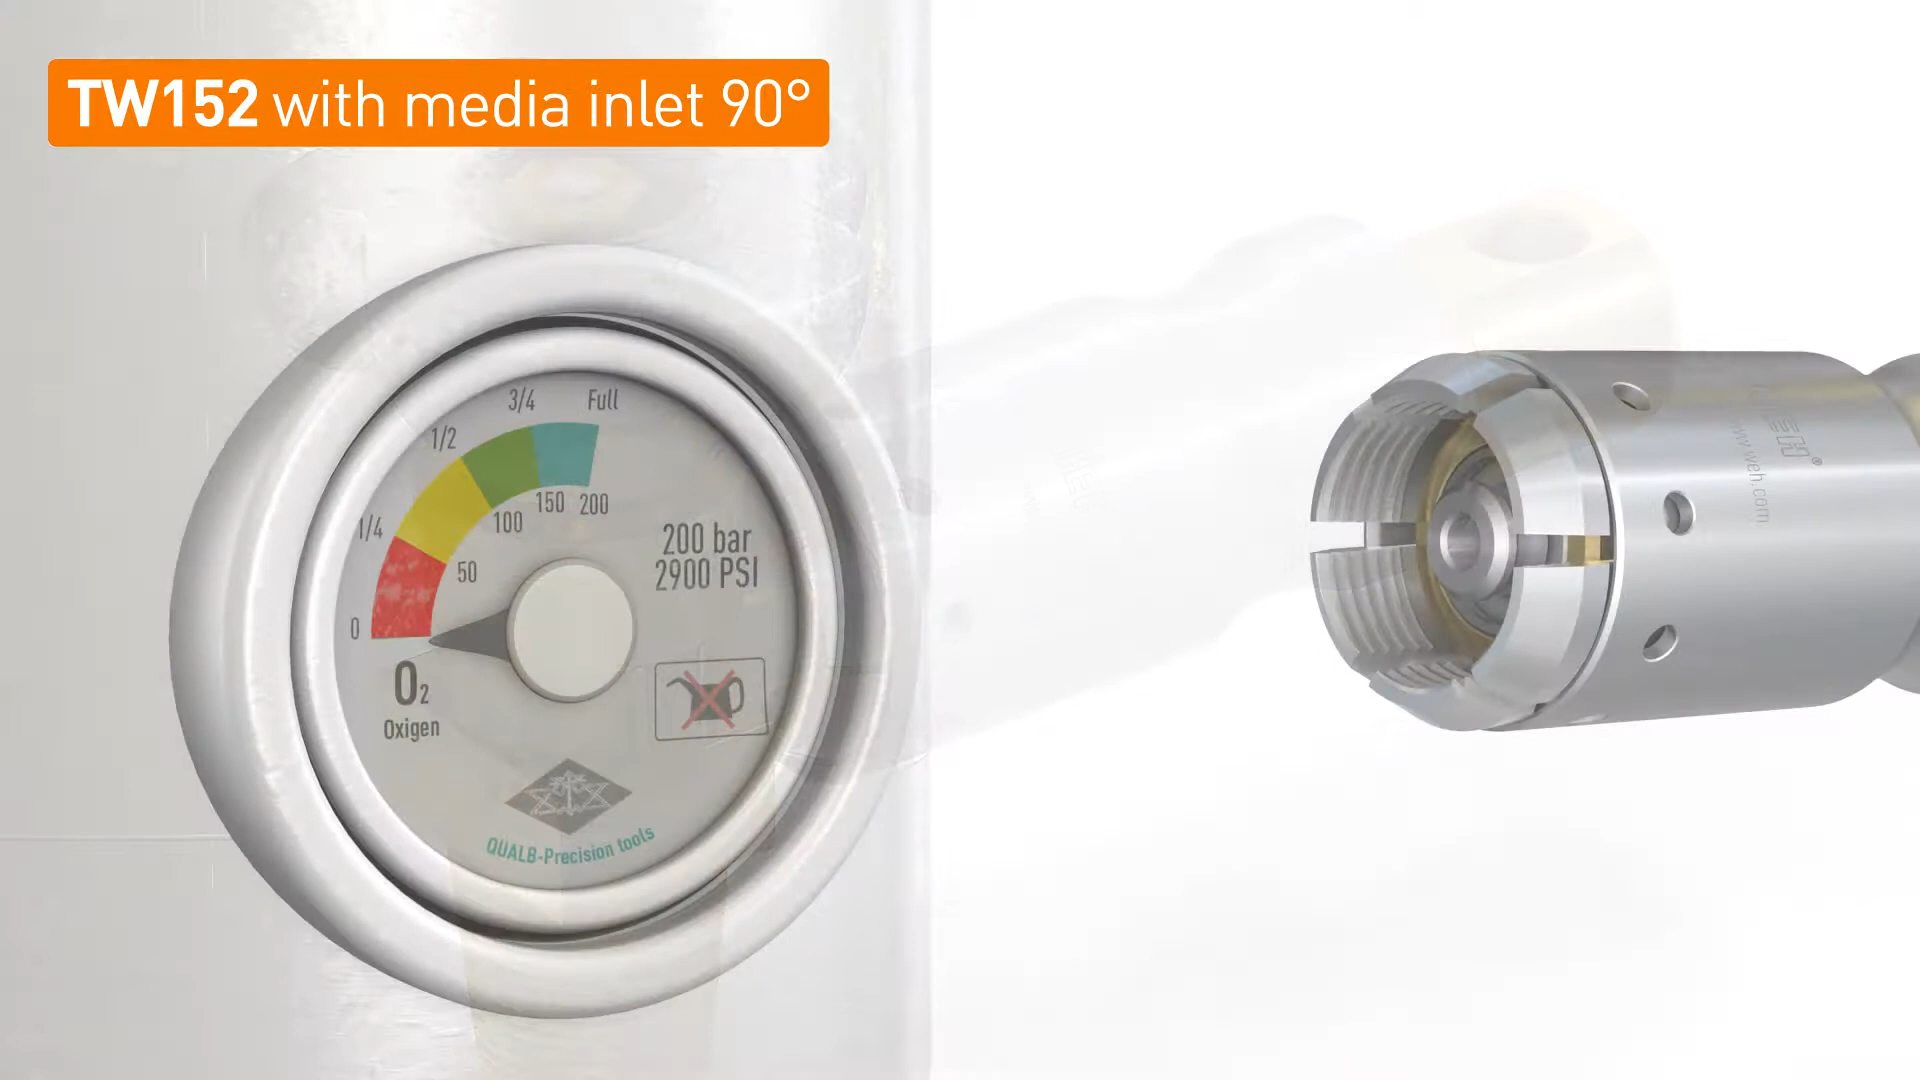 TW152 with media inlet 90°
3/4 Full
1/2
1/4
150 200
100
50
0
200 bar
2900 PSI
O₂
Oxigen
QUALB-Precision tools
WEH®
www.weh.com